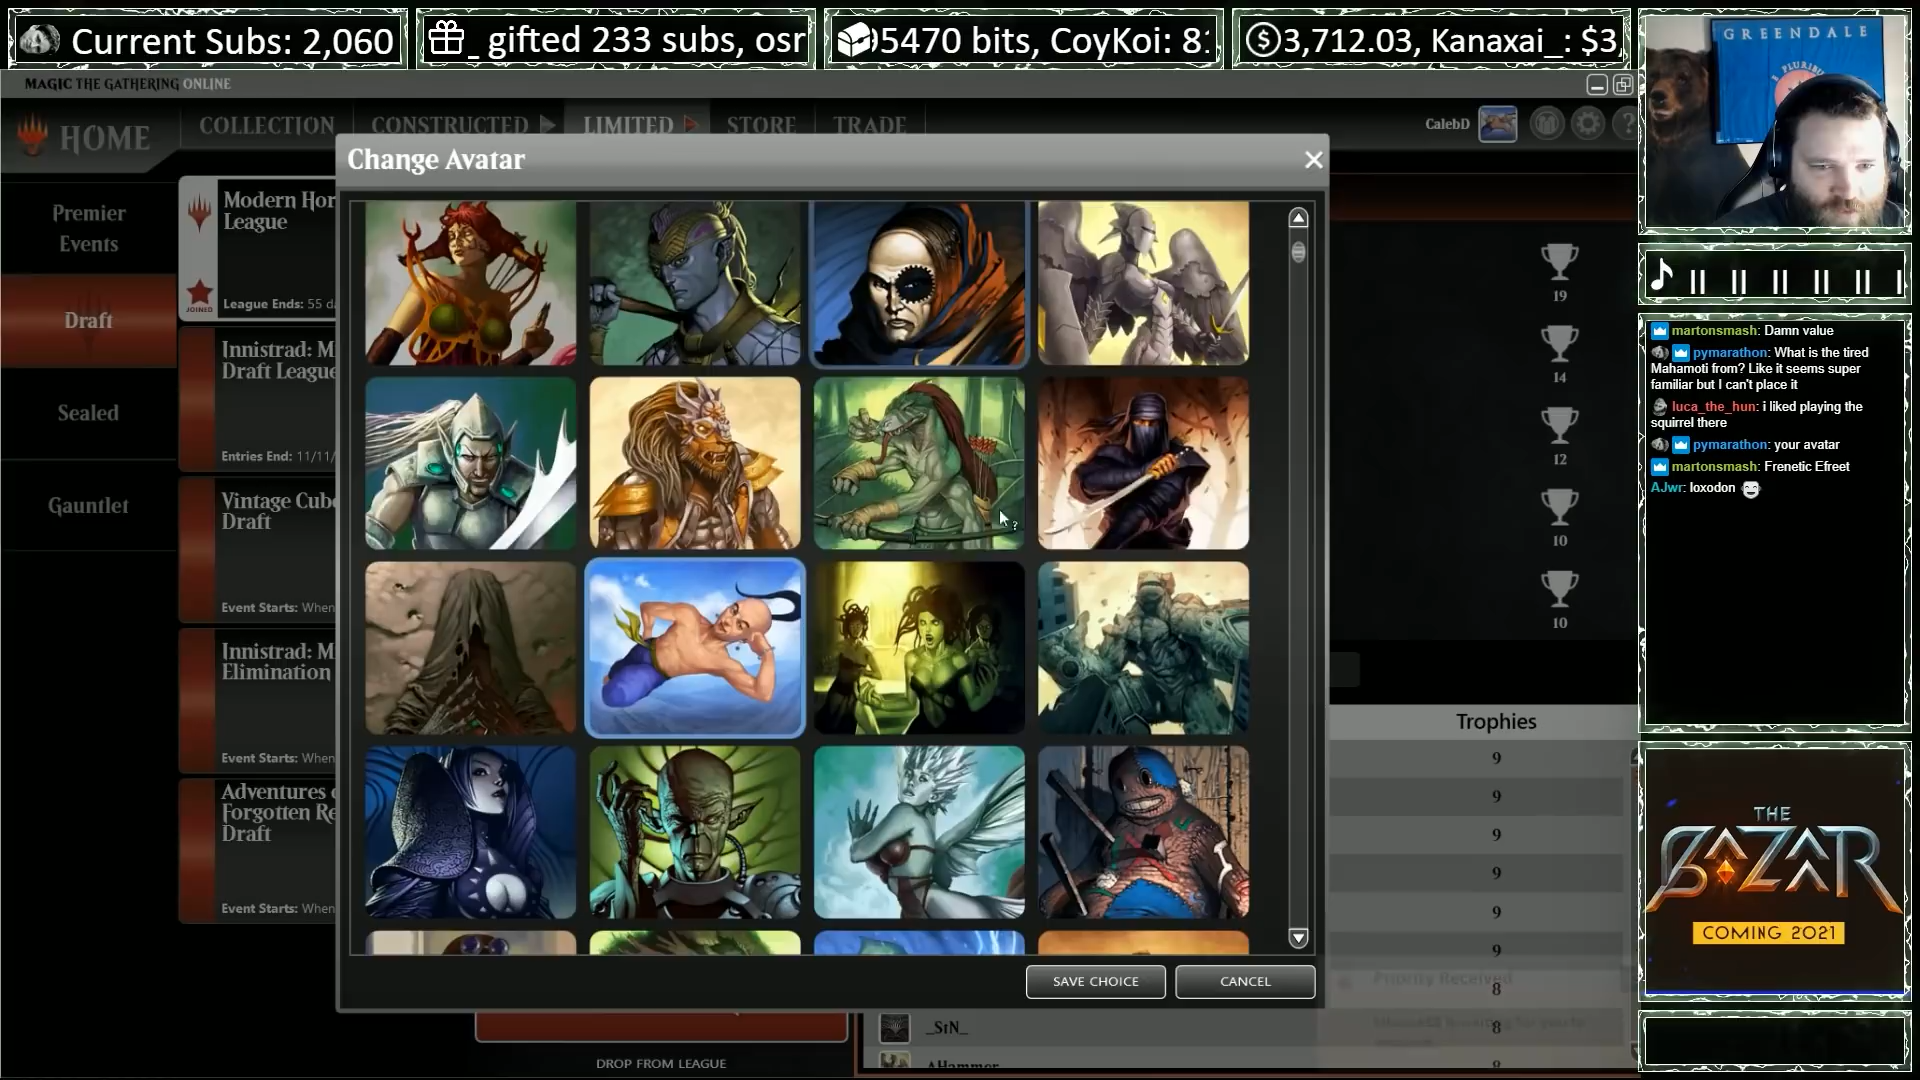 Current Subs: 2,060
_ gifted 233 subs, osr
5470 bits, CoyKoi: 8
3,712.03, Kanaxai_: $3,
GREENDALE
MAGIC THE GATHERING ONLINE
HOME
COLLECTION
CONSTRUCTED
LIMITED
STORE
TRADE
CalebD
?
Change Avatar
Premier
Events
Draft
Sealed
Gauntlet
Modern Hor
League
JOINED
League Ends: 55 d
Innistrad: M
Draft League
Entries End: 11/11/
Vintage Cube
Draft
Event Starts: When
Innistrad: M
Elimination
Event Starts: When
Adventures
Forgotten Re
Draft
Event Starts: When
19
14
12
10
10
martonsmash: Damn value
pymarathon: What is the tired
Mahamoti from? Like it seems super
familiar but I can't place it
luca_the_hun: i liked playing the
squirrel there
pymarathon: your avatar
martonsmash: Frenetic Efreet
AJwr: loxodon
Trophies
9
9
9
9
9
9
8
8
8
Priority Received
SAVE CHOICE
CANCEL
_StN_
AHammer
DROP FROM LEAGUE
THE
BAZAAR
COMING 2021